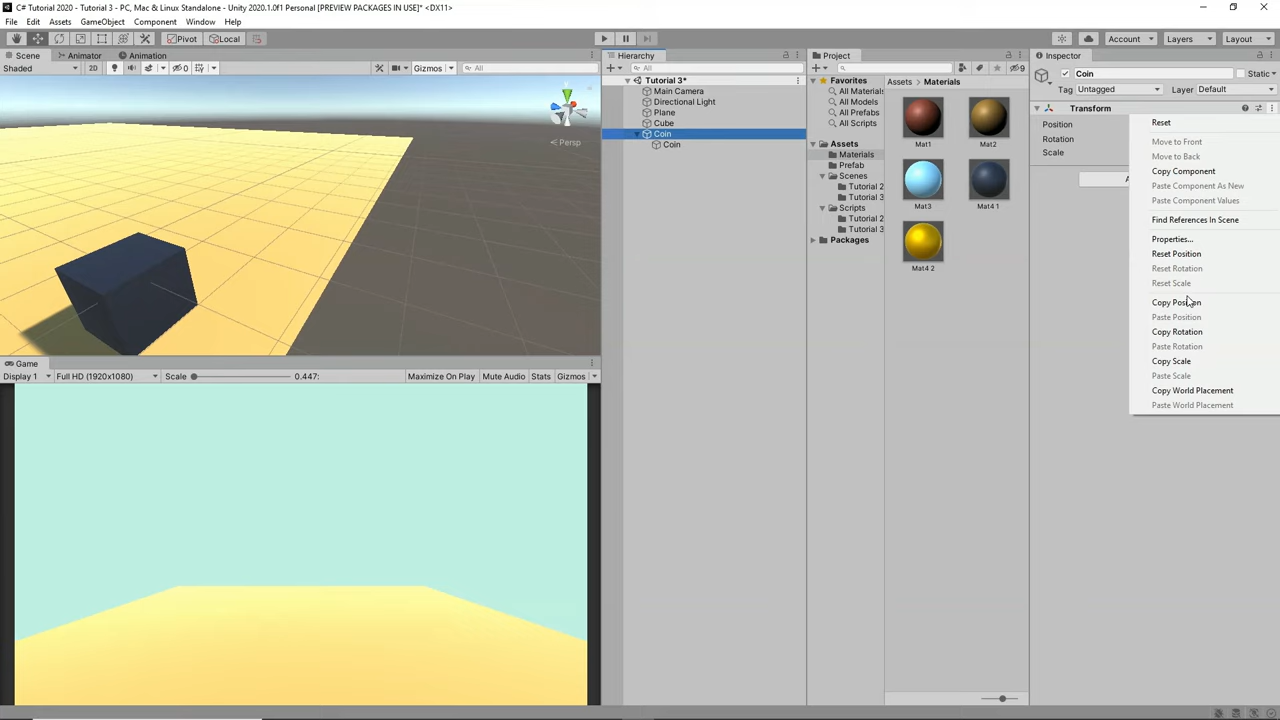 C# Tutorial 2020 - Tutorial 3 - PC, Mac & Linux Standalone - Unity 2020.1.0f1 Personal [PREVIEW PACKAGES IN USE]* <DX11>
File Edit Assets GameObject Component Window Help
Pivot Local Account Layers Layout
Scene Animator Animation
Shaded 2D 0 Gizmos All
Hierarchy
All
Tutorial 3*
Main Camera
Directional Light
Plane
Cube
Coin
Coin
Project
9
Favorites
All Materials
All Models
All Prefabs
All Scripts
Assets
Materials
Prefab
Scenes
Tutorial 2
Tutorial 3
Scripts
Tutorial 2
Tutorial 3
Packages
Assets > Materials
Mat1 Mat2
Mat3 Mat4 1
Mat4 2
Inspector
Coin Static
Tag Untagged Layer Default
Transform
Position
Rotation
Scale
A
Reset
Move to Front
Move to Back
Copy Component
Paste Component As New
Paste Component Values
Find References In Scene
Properties...
Reset Position
Reset Rotation
Reset Scale
Copy Position
Paste Position
Copy Rotation
Paste Rotation
Copy Scale
Paste Scale
Copy World Placement
Paste World Placement
Persp
Game
Display 1 Full HD (1920x1080) Scale 0.447: Maximize On Play Mute Audio Stats Gizmos